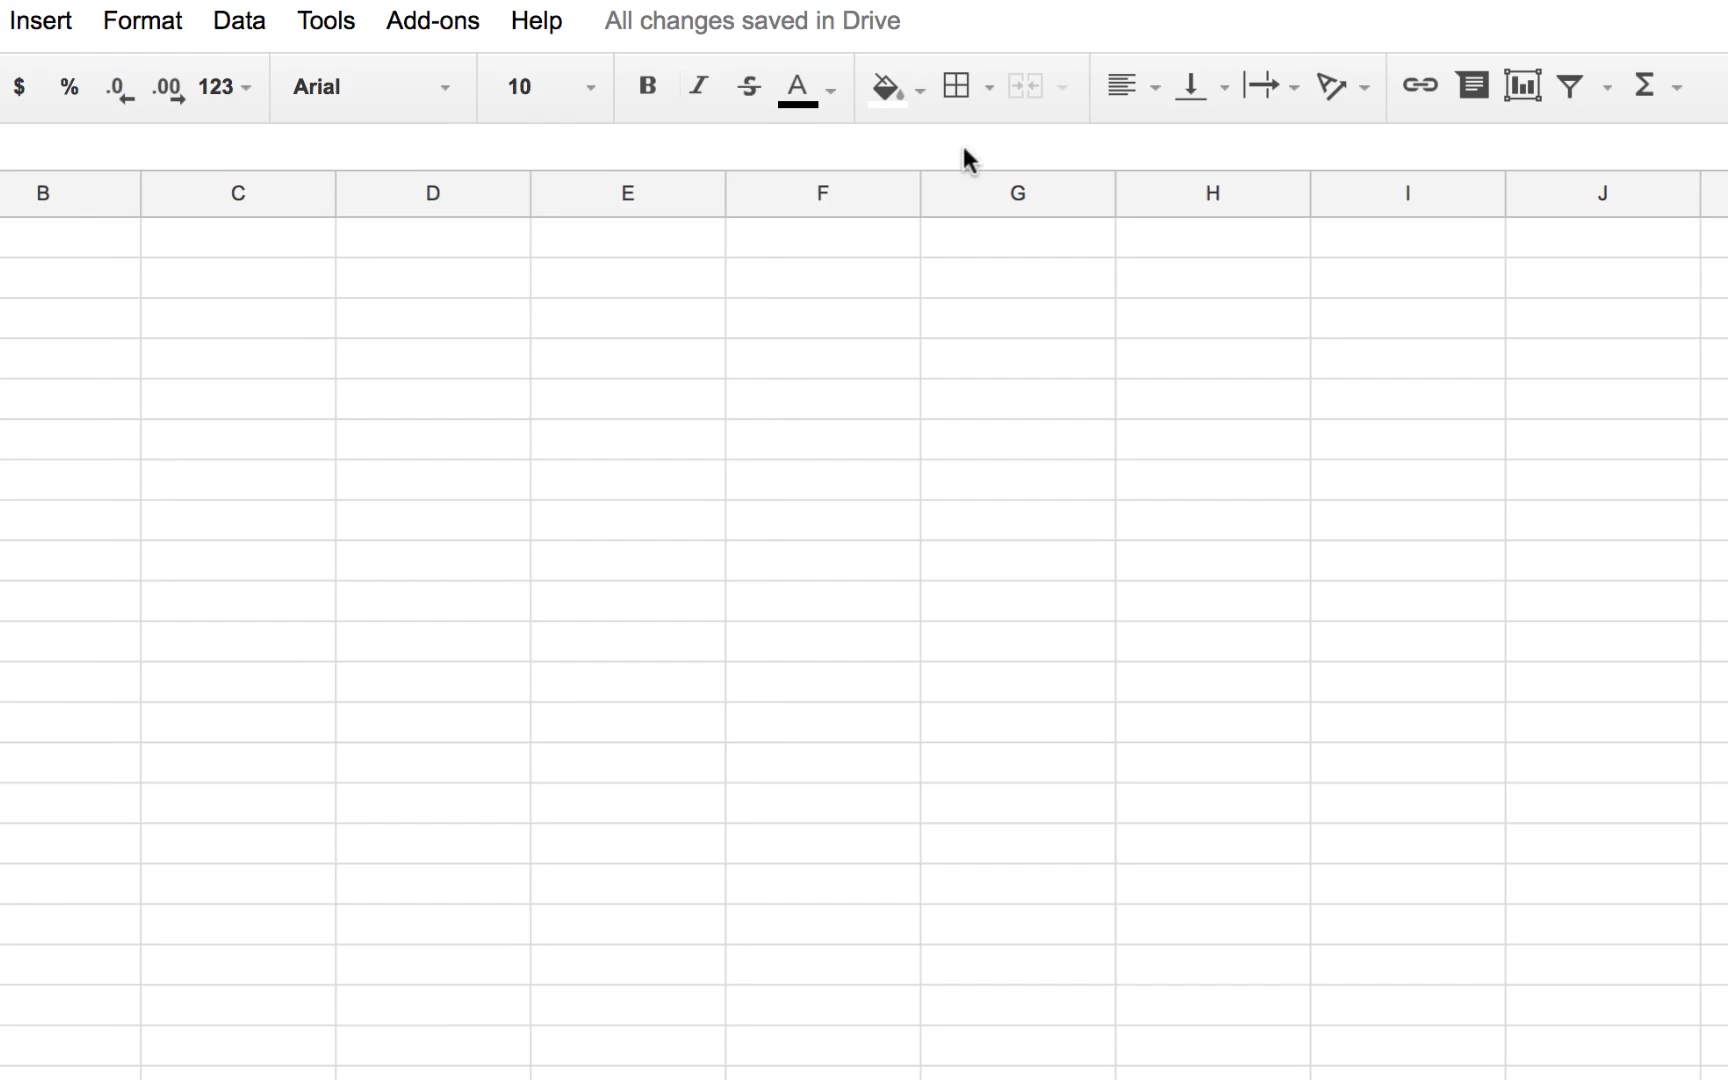 Insert Format Data Tools Add-ons Help All changes saved in Drive
$ % .0 .00 123 Arial 10 B I S A Σ
B C D E F G H I J